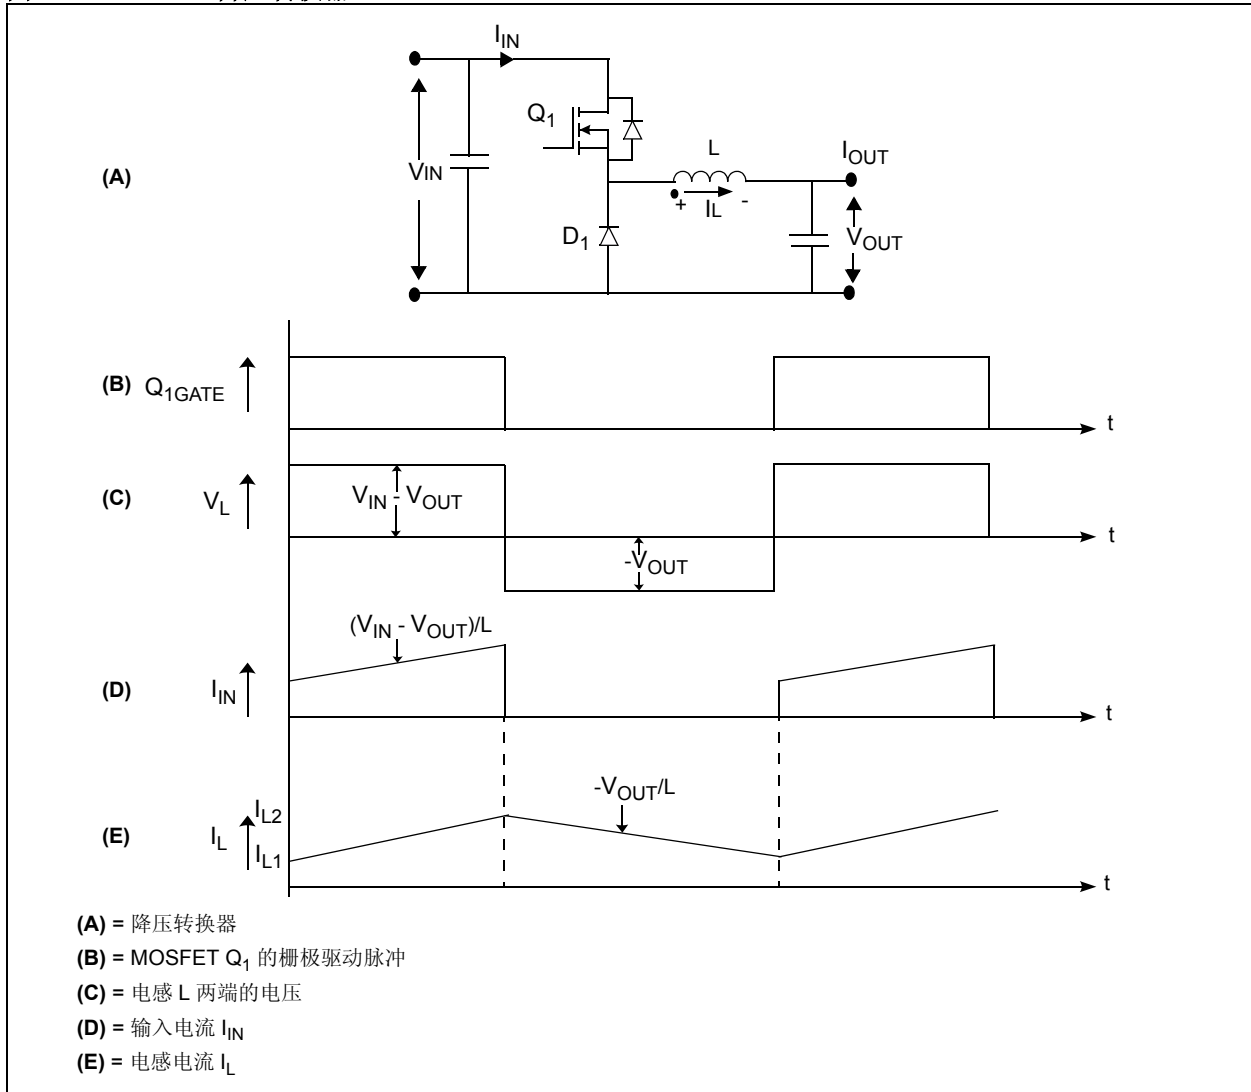 I_IN
Q_1
L
I_OUT
(A)
V_IN
+ I_L -
D_1
V_OUT
(B) Q_1GATE
t
(C) V_L
V_IN - V_OUT
t
-V_OUT
(V_IN - V_OUT)/L
(D) I_IN
t
-V_OUT/L
I_L2
(E) I_L
I_L1
t
(A) = 降压转换器
(B) = MOSFET Q_1 的栅极驱动脉冲
(C) = 电感 L 两端的电压
(D) = 输入电流 I_IN
(E) = 电感电流 I_L